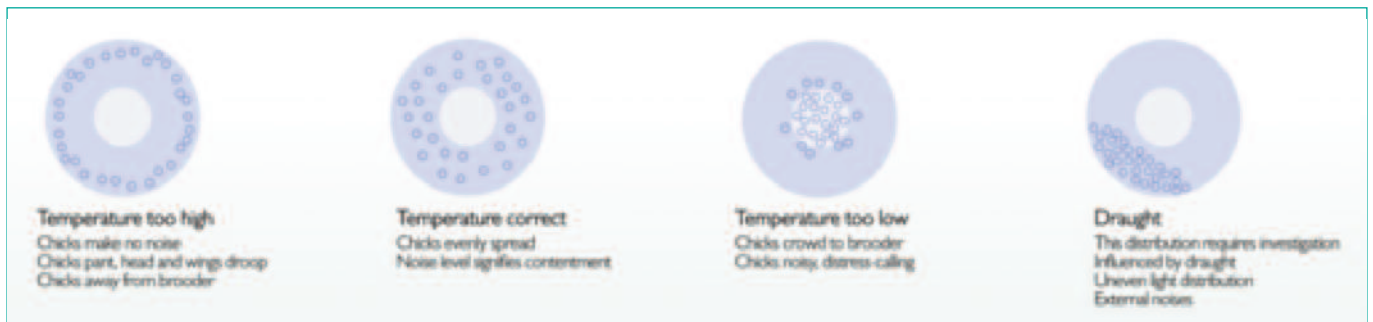 Temperature too high
Chicks make no noise
Chicks pant, head and wings droop
Chicks away from brooder
Temperature correct
Chicks evenly spread
Noise level signifies contentment
Temperature too low
Chicks crowd to brooder
Chicks noisy, distress calling
Draught
This distribution requires investigation
Influenced by draught
Uneven light distribution
External noises